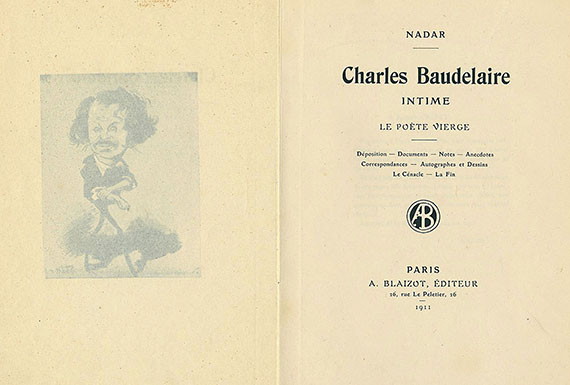 NADAR
Charles Baudelaire
INTIME
LE POÈTE VIERGE
Déposition — Documents — Notes — Anecdotes
Correspondances — Autographes et Dessins
Le Cénacle — La Fin
AB
PARIS
A. BLAIZOT, ÉDITEUR
16, rue Le Peletier, 26
1911